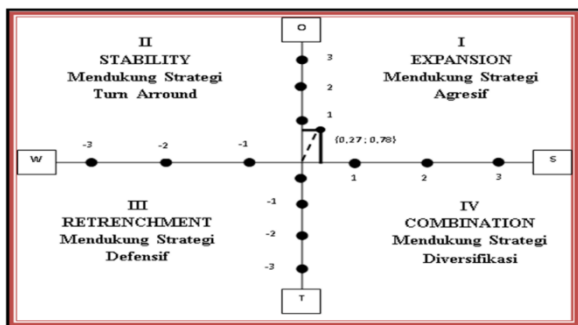 O
II
STABILITY
Mendukung Strategi
Turn Arround
I
EXPANSION
Mendukung Strategi
Agresif
3
2
1
{0,27 ; 0,78}
W
-3
-2
-1
1
2
3
S
III
RETRENCHMENT
Mendukung Strategi
Defensif
-1
-2
-3
IV
COMBINATION
Mendukung Strategi
Diversifikasi
T